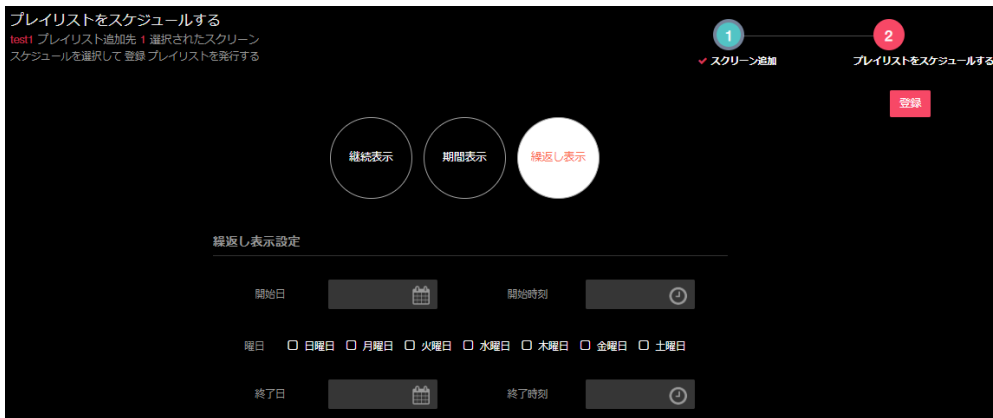 プレイリストをスケジュールする
test1 プレイリスト追加先 1 選択されたスクリーン
スケジュールを選択して 登録 プレイリストを発行する
1
2
スクリーン追加
プレイリストをスケジュールする
登録
継続表示
期間表示
繰返し表示
繰返し表示設定
開始日
開始時刻
曜日 日曜日 月曜日 火曜日 水曜日 木曜日 金曜日 土曜日
終了日
終了時刻